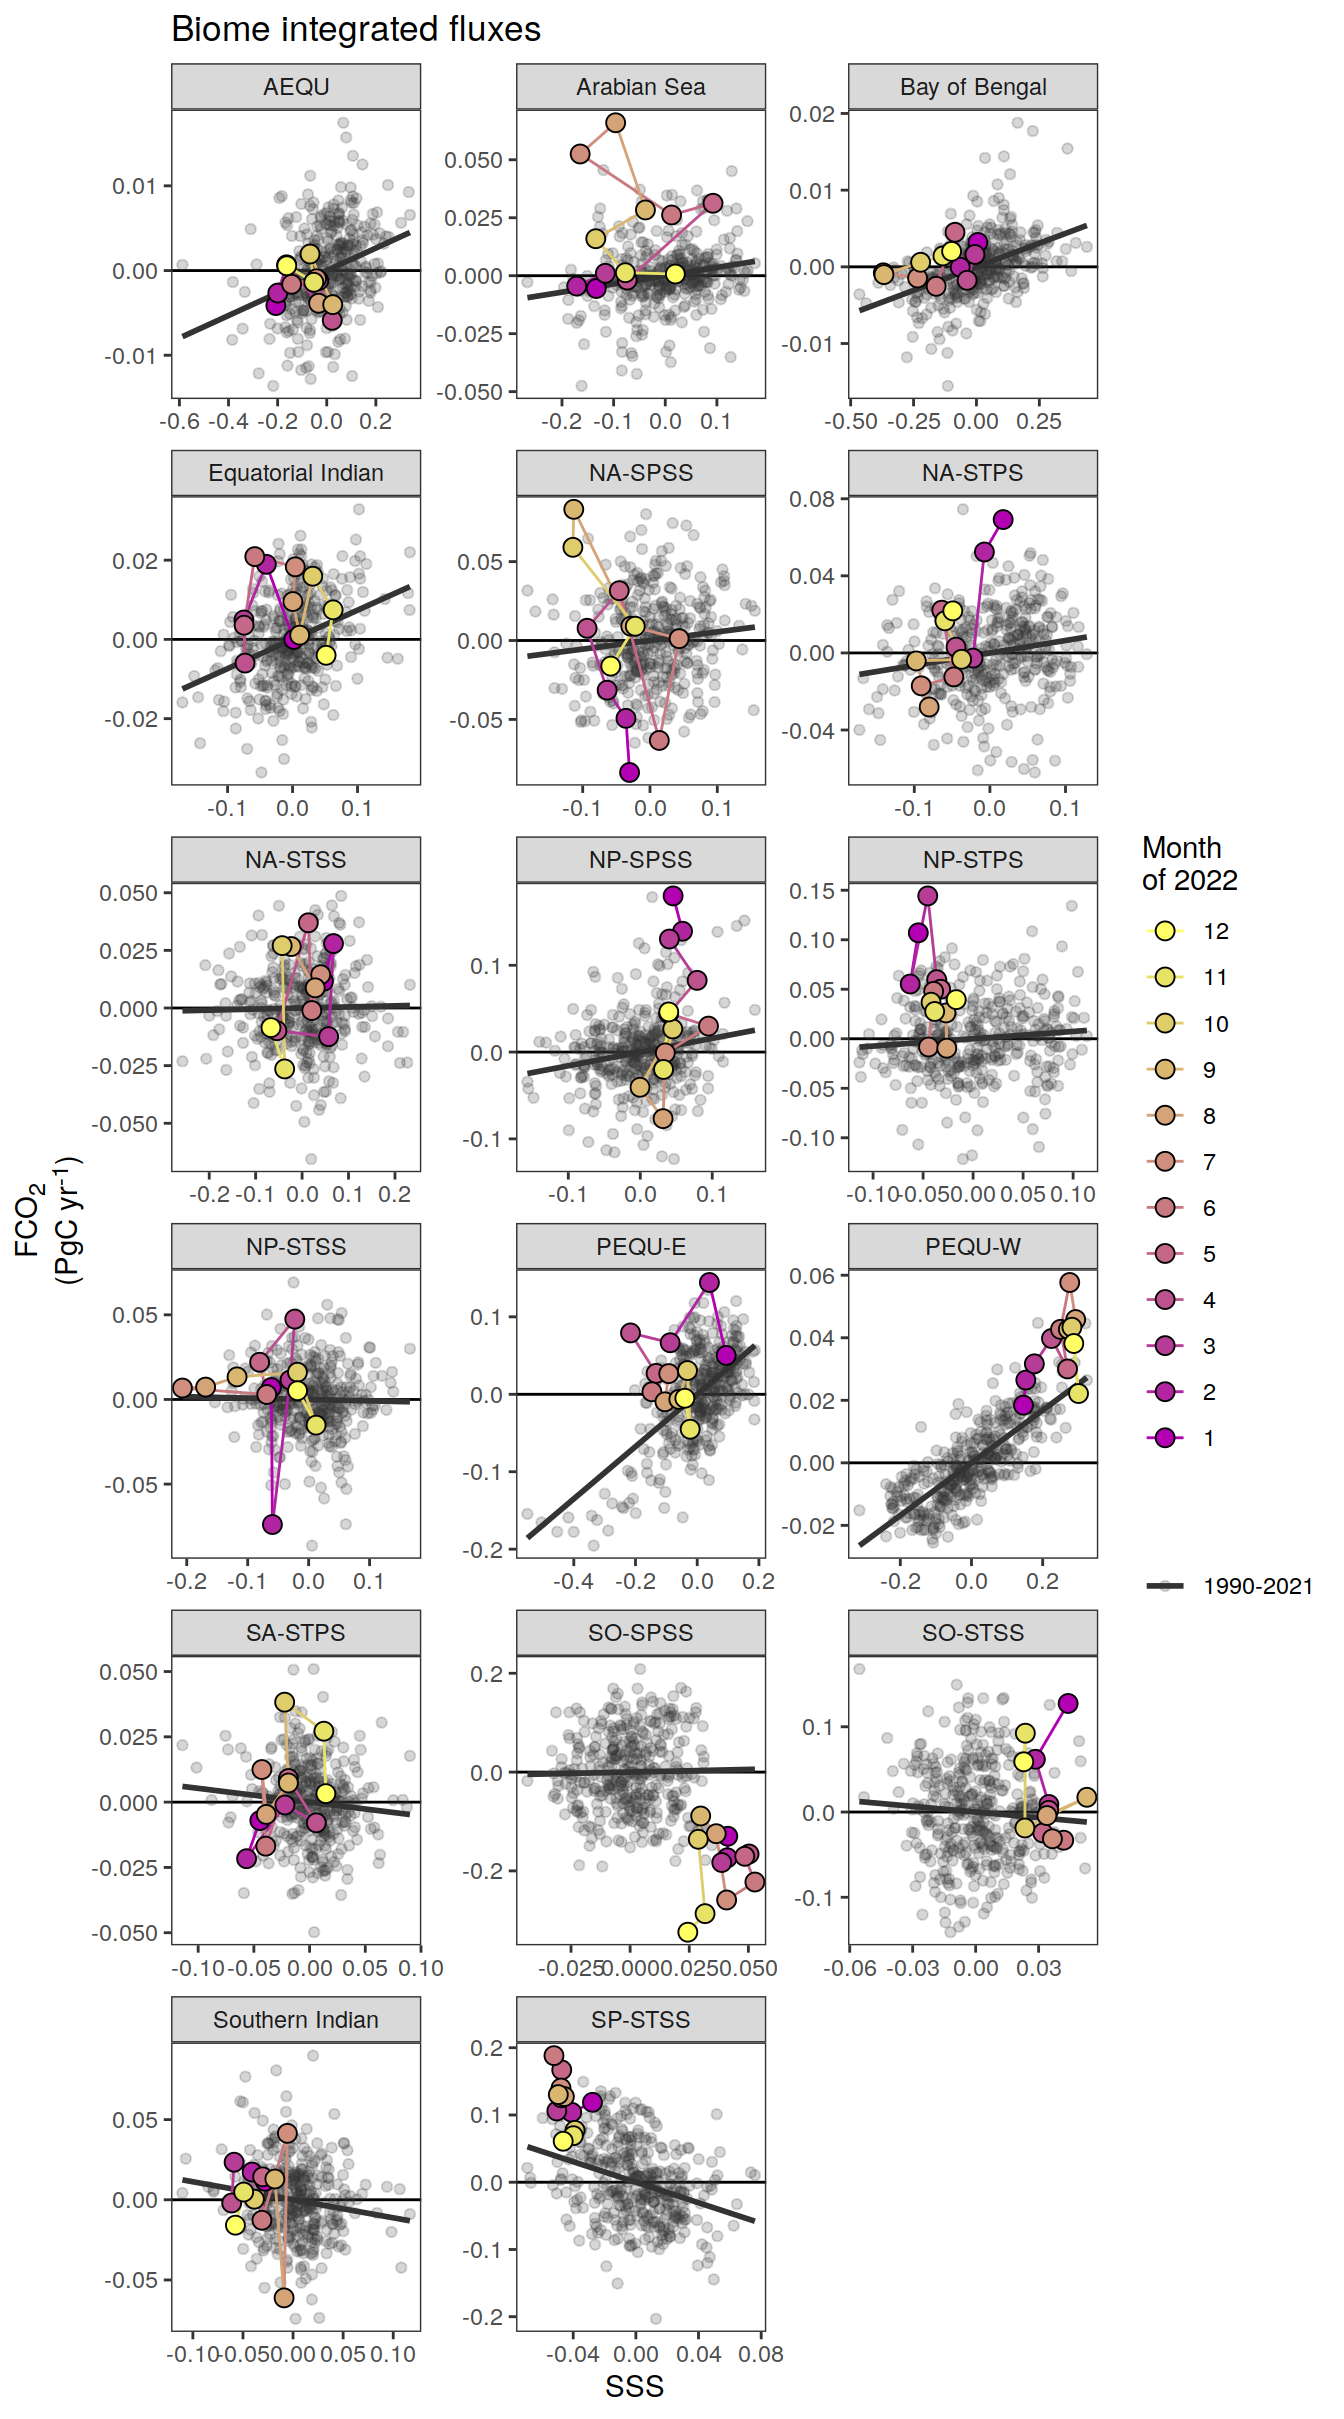 Biome integrated fluxes
AEQU
Arabian Sea
Bay of Bengal
0.01
0.00
-0.01
-0.6 -0.4 -0.2 0.0 0.2
0.050
0.025
0.000
-0.025
-0.050
-0.2 -0.1 0.0 0.1
0.02
0.01
0.00
-0.01
-0.50 -0.25 0.00 0.25
Equatorial Indian
NA-SPSS
NA-STPS
0.02
0.00
-0.02
-0.1 0.0 0.1
0.05
0.00
-0.05
-0.1 0.0 0.1
0.08
0.04
0.00
-0.04
-0.1 0.0 0.1
NA-STSS
NP-SPSS
NP-STPS
0.050
0.025
0.000
-0.025
-0.050
-0.2 -0.1 0.0 0.1 0.2
0.1
0.0
-0.1
-0.1 0.0 0.1
0.15
0.10
0.05
0.00
-0.05
-0.10
-0.10 -0.05 0.00 0.05 0.10
NP-STSS
PEQU-E
PEQU-W
0.05
0.00
-0.05
-0.2 -0.1 0.0 0.1
0.1
0.0
-0.1
-0.2
-0.4 -0.2 0.0 0.2
0.06
0.04
0.02
0.00
-0.02
-0.2 0.0 0.2
SA-STPS
SO-SPSS
SO-STSS
0.050
0.025
0.000
-0.025
-0.050
-0.10 -0.05 0.00 0.05 0.10
0.2
0.0
-0.2
-0.025 0.000 0.025 0.050
0.1
0.0
-0.1
-0.06 -0.03 0.00 0.03
Southern Indian
SP-STSS
0.05
0.00
-0.05
-0.10 -0.05 0.00 0.05 0.10
0.2
0.1
0.0
-0.1
-0.2
-0.04 0.00 0.04 0.08
SSS
FCO2
(PgC yr-1)
Month
of 2022
12
11
10
9
8
7
6
5
4
3
2
1
1990-2021